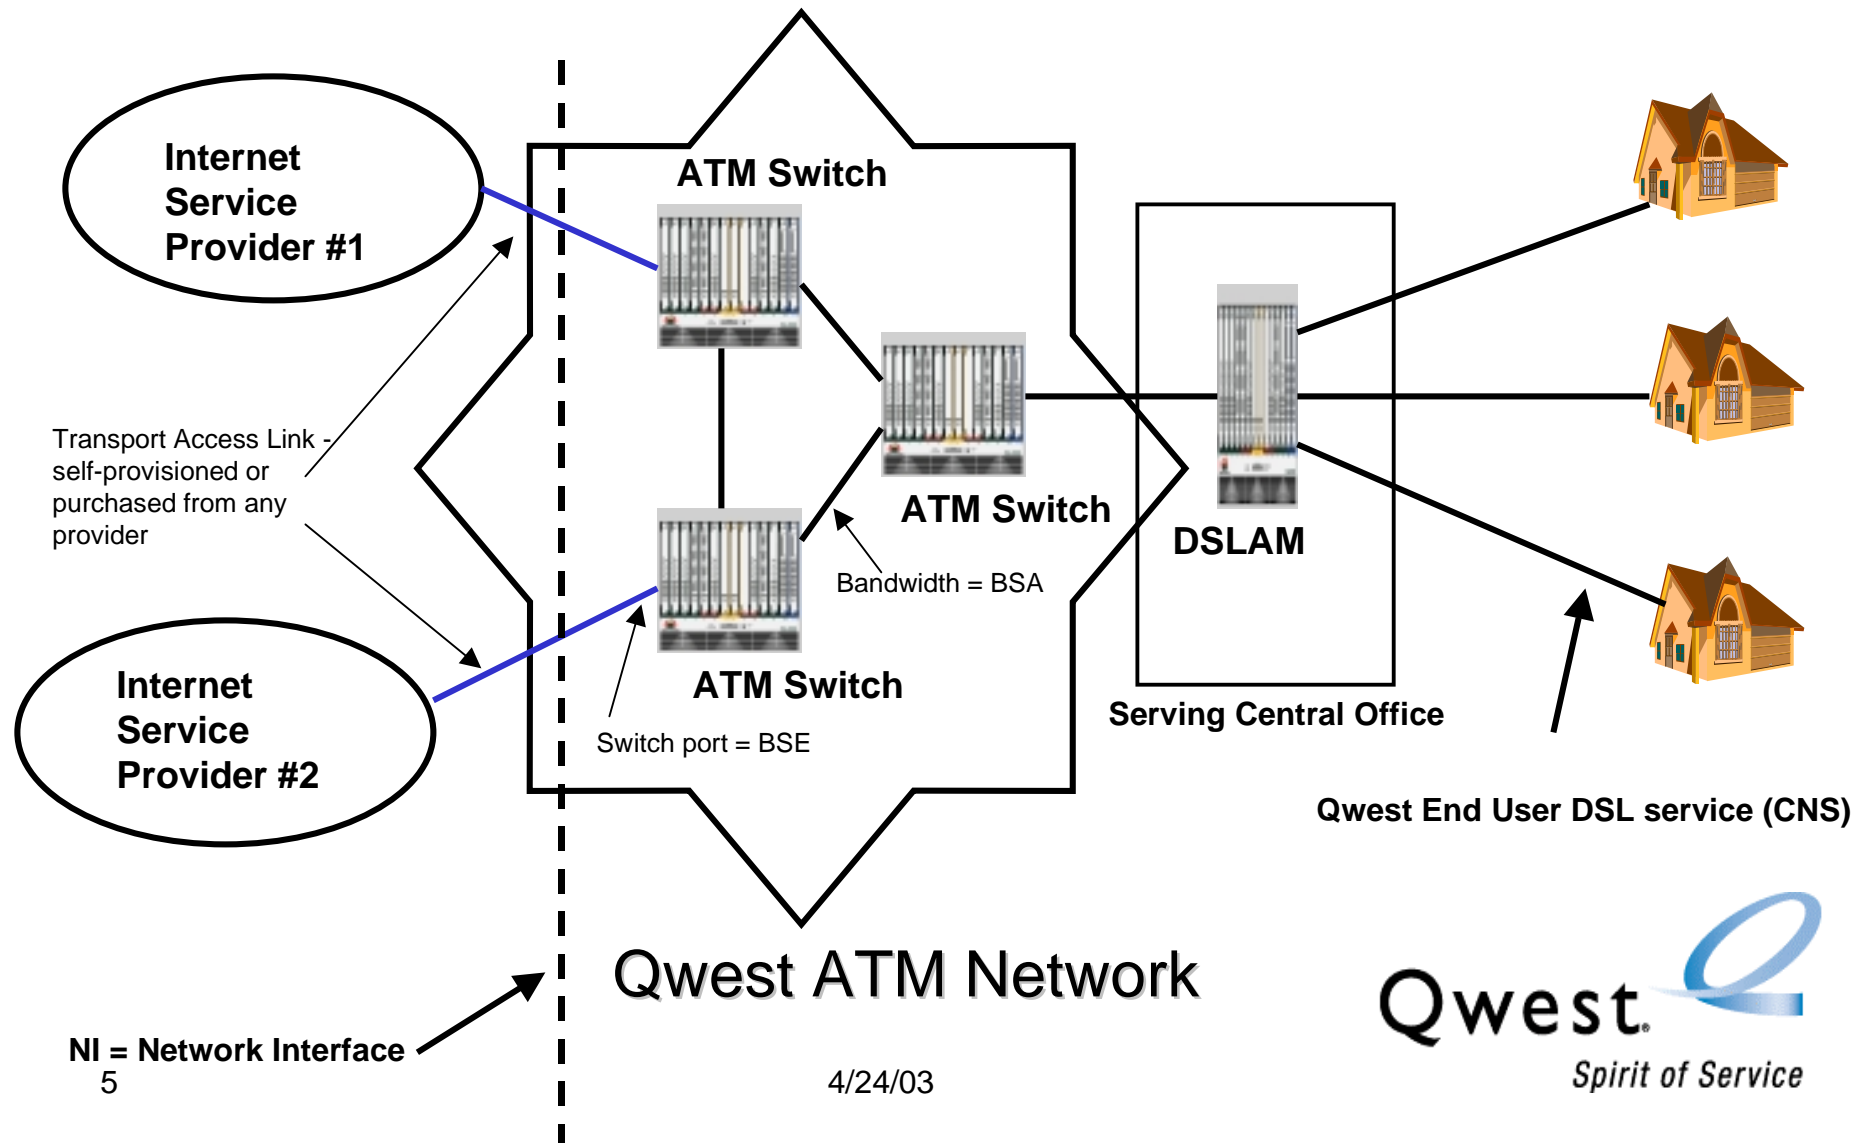 Internet
Service
Provider #1
ATM Switch
Transport Access Link -
self-provisioned or
purchased from any
provider
ATM Switch
DSLAM
Bandwidth = BSA
ATM Switch
Internet
Service
Provider #2
Switch port = BSE
Serving Central Office
Qwest End User DSL service (CNS)
Qwest ATM Network
NI = Network Interface
5
4/24/03
Qwest®
Spirit of Service